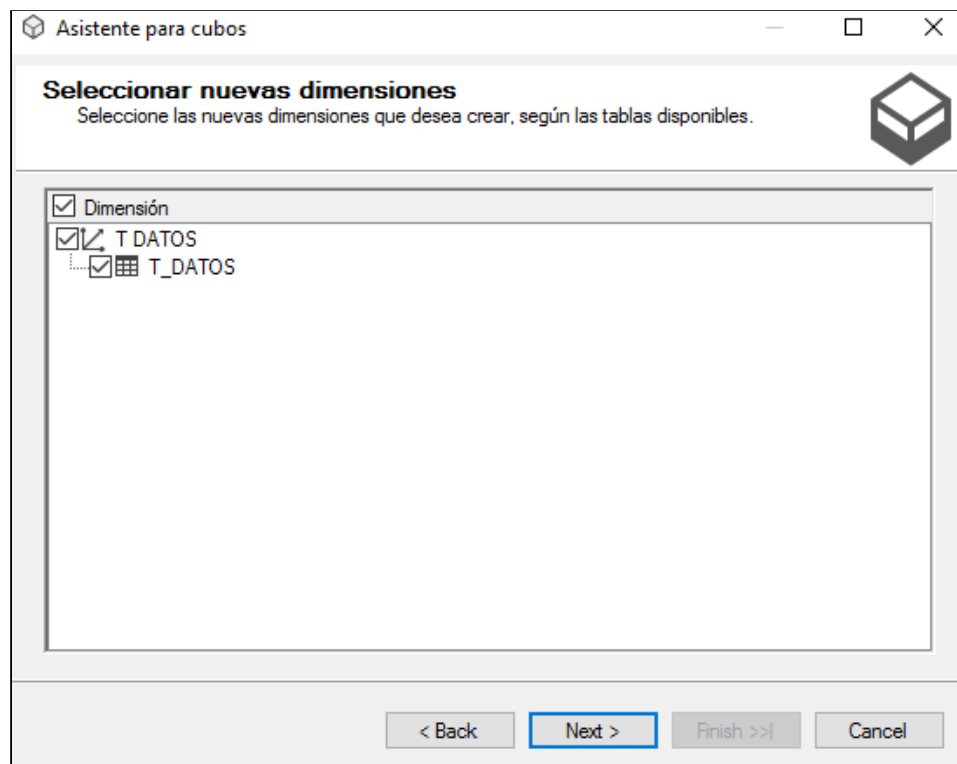 Asistente para cubos
Seleccionar nuevas dimensiones
Seleccione las nuevas dimensiones que desea crear, según las tablas disponibles.
Dimensión
T DATOS
T_DATOS
< Back Next > Finish >>| Cancel